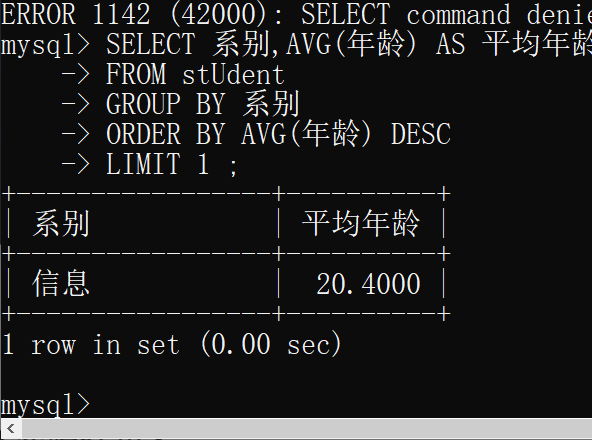 ERROR 1142 (42000): SELECT command denie
mysql> SELECT 系别,AVG(年龄) AS 平均年龄
    -> FROM stUdent
    -> GROUP BY 系别
    -> ORDER BY AVG(年龄) DESC
    -> LIMIT 1 ;
+-----------------+----------+
| 系别            | 平均年龄 |
+-----------------+----------+
| 信息            |  20.4000 |
+-----------------+----------+
1 row in set (0.00 sec)
mysql>